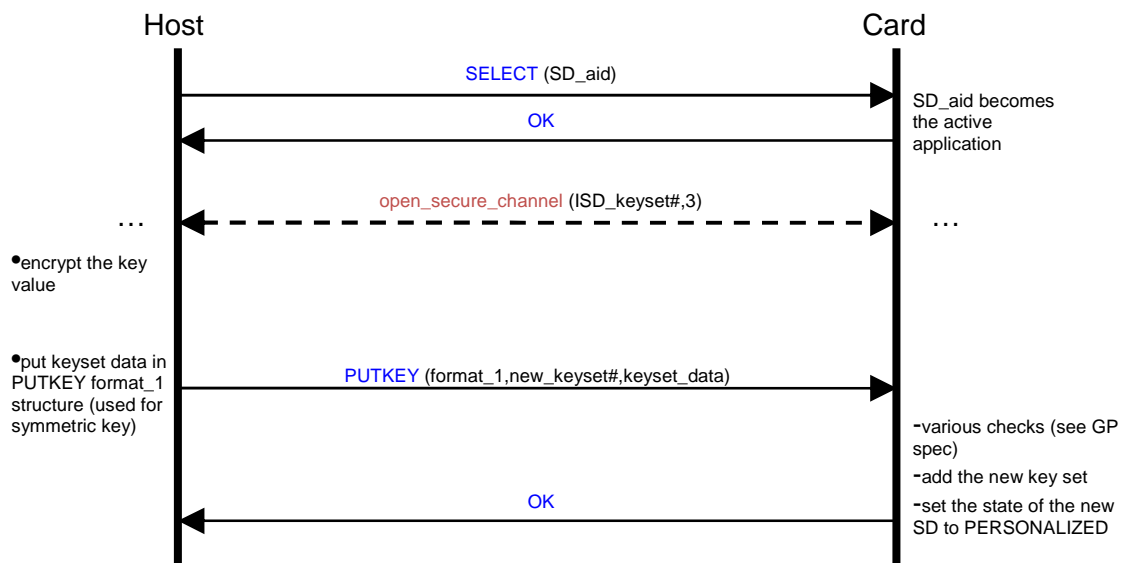 Host
Card
SELECT (SD_aid)
SD_aid becomes
the active
application
OK
open_secure_channel (ISD_keyset#,3)
…
…
•encrypt the key
value
•put keyset data in
PUTKEY format_1
structure (used for
symmetric key)
PUTKEY (format_1,new_keyset#,keyset_data)
-various checks (see GP
spec)
-add the new key set
-set the state of the new
SD to PERSONALIZED
OK